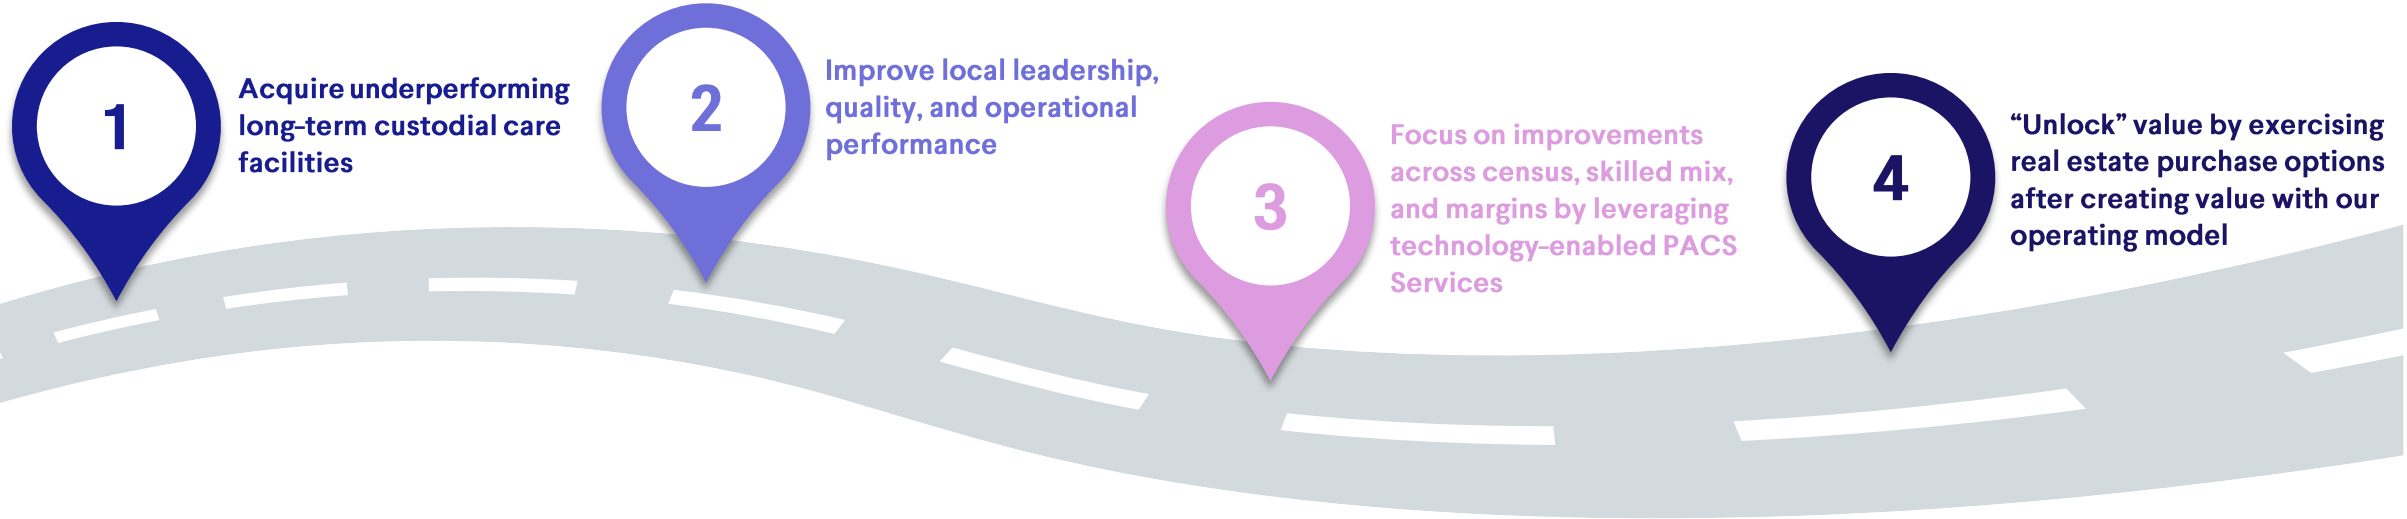 1
Acquire underperforming
long-term custodial care
facilities
2
Improve local leadership,
quality, and operational
performance
3
Focus on improvements
across census, skilled mix,
and margins by leveraging
technology-enabled PACS
Services
4
“Unlock” value by exercising
real estate purchase options
after creating value with our
operating model